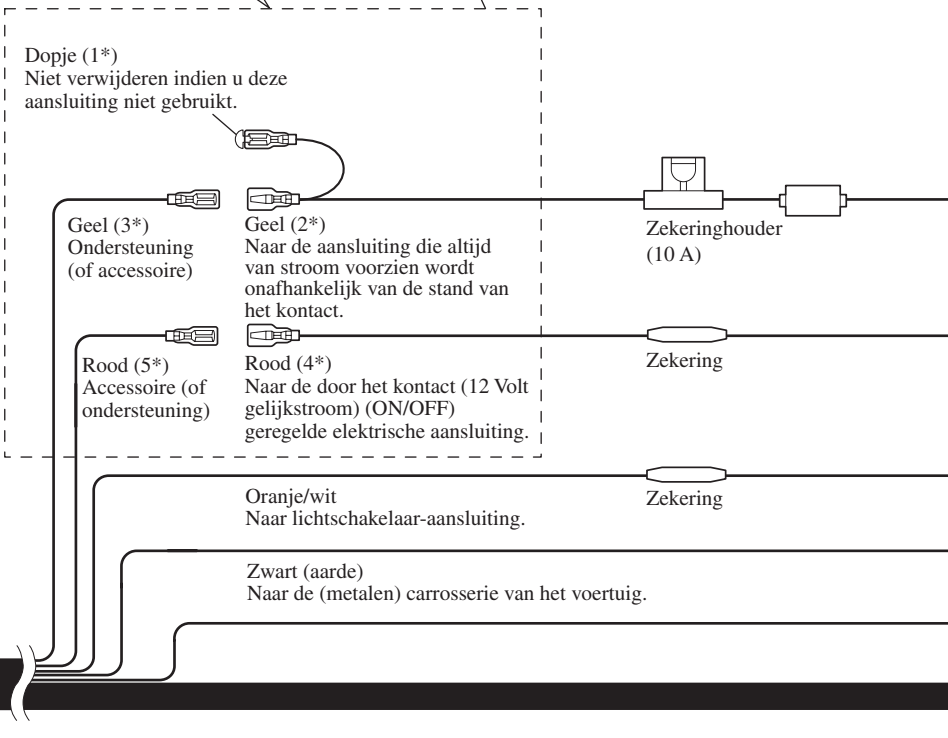 Dopje (1*)
Niet verwijderen indien u deze
aansluiting niet gebruikt.
Geel (3*)
Ondersteuning
(of accessoire)
Geel (2*)
Naar de aansluiting die altijd
van stroom voorzien wordt
onafhankelijk van de stand van
het kontact.
Zekeringhouder
(10 A)
Rood (5*)
Accessoire (of
ondersteuning)
Rood (4*)
Naar de door het kontact (12 Volt
gelijkstroom) (ON/OFF)
geregelde elektrische aansluiting.
Zekering
Oranje/wit
Naar lichtschakelaar-aansluiting.
Zekering
Zwart (aarde)
Naar de (metalen) carrosserie van het voertuig.